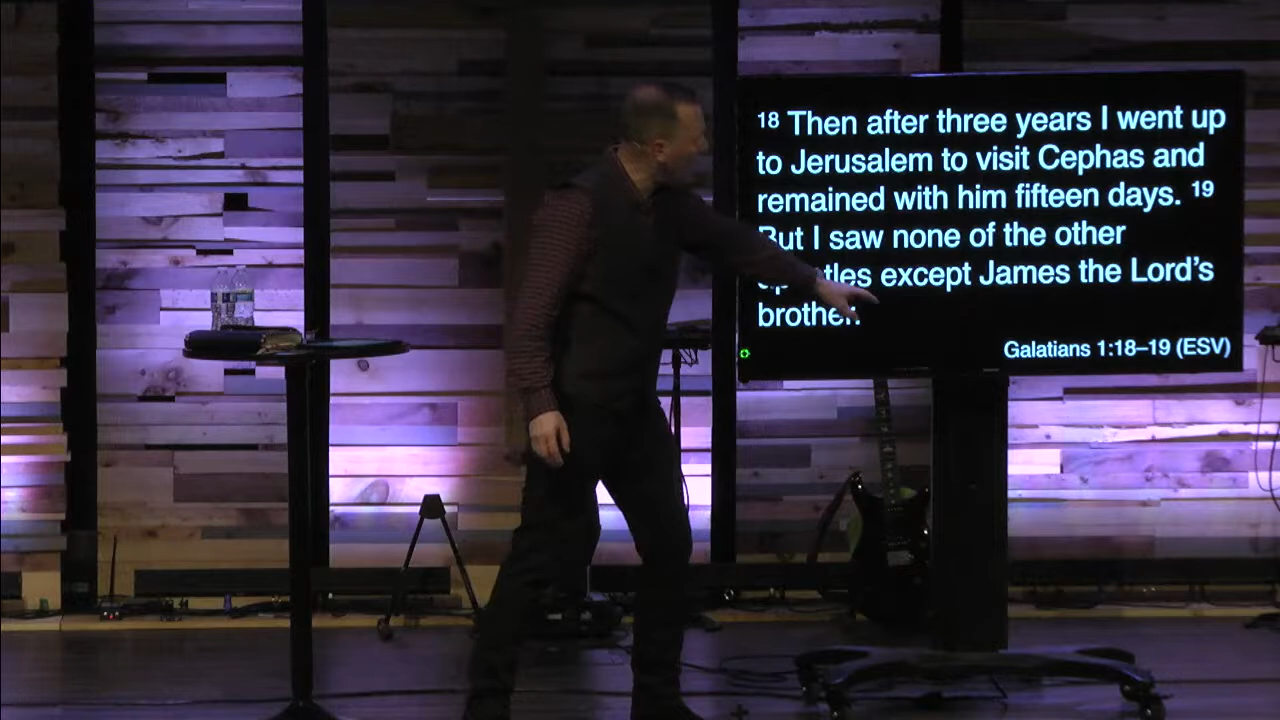 18 Then after three years I went up
to Jerusalem to visit Cephas and
remained with him fifteen days. 19
But I saw none of the other
except James the Lord's
brother.
Galatians 1:18–19 (ESV)